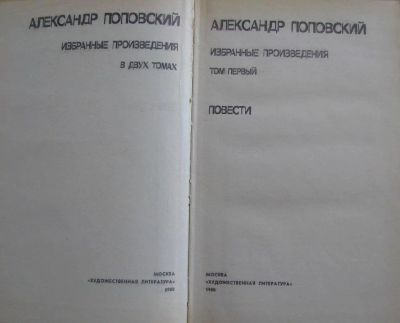 АЛЕКСАНДР ПОПОВСКИЙ
ИЗБРАННЫЕ ПРОИЗВЕДЕНИЯ
В ДВУХ ТОМАХ
МОСКВА
«ХУДОЖЕСТВЕННАЯ ЛИТЕРАТУРА»
АЛЕКСАНДР ПОПОВСКИЙ
ИЗБРАННЫЕ ПРОИЗВЕДЕНИЯ
ТОМ ПЕРВЫЙ
ПОВЕСТИ
МОСКВА
«ХУДОЖЕСТВЕННАЯ ЛИТЕРАТУРА»